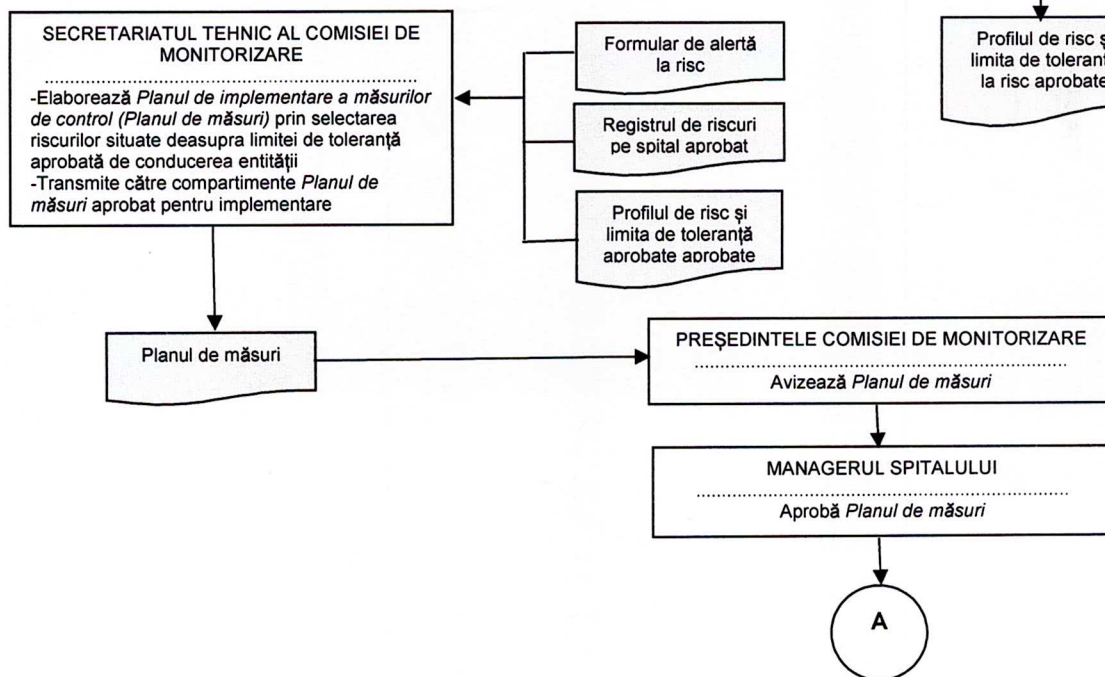 SECRETARIATUL TEHNIC AL COMISIEI DE
MONITORIZARE
-Elaborează Planul de implementare a măsurilor
de control (Planul de măsuri) prin selectarea
riscurilor situate deasupra limitei de toleranță
aprobată de conducerea entității
-Transmite către compartimente Planul de
măsuri aprobat pentru implementare
Formular de alertă
la risc
Registrul de riscuri
pe spital aprobat
Profilul de risc și
limita de toleranță
aprobate aprobate
Profilul de risc
limita de
la risc aprobate
Planul de măsuri
PREȘEDINTELE COMISIEI DE MONITORIZARE
Avizează Planul de măsuri
MANAGERUL SPITALULUI
Aprobă Planul de măsuri
A